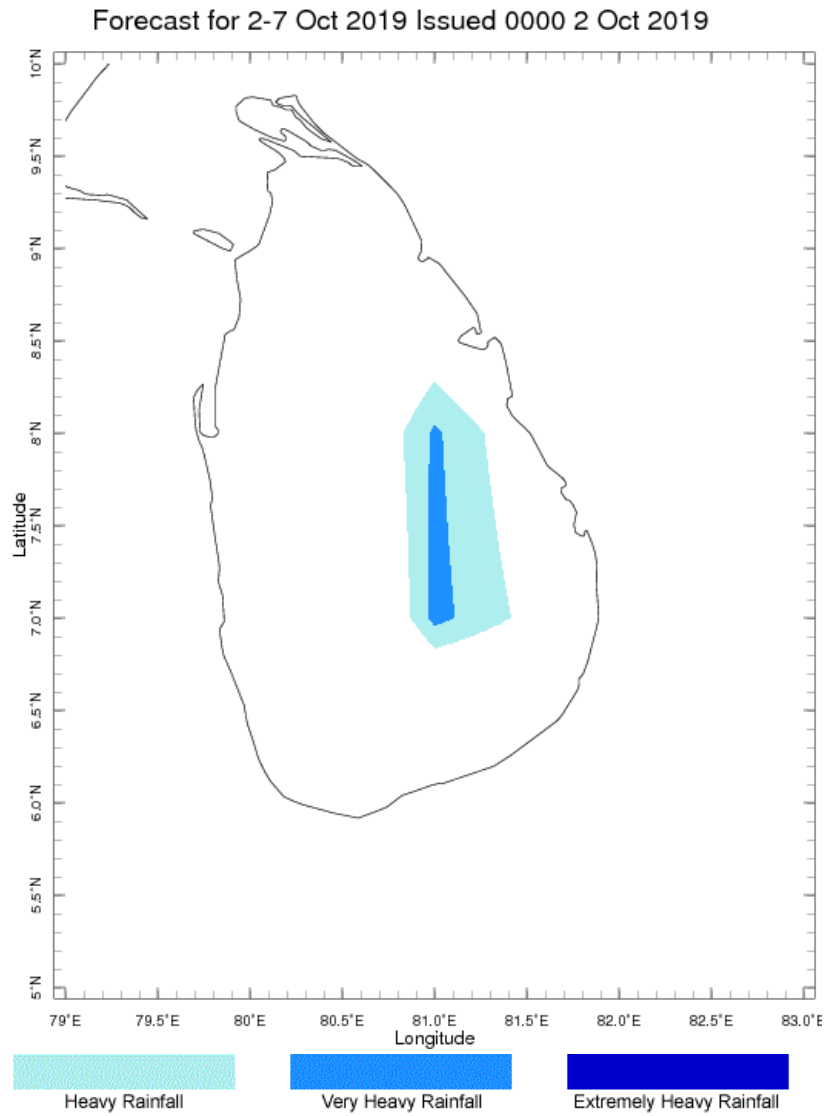 Forecast for 2-7 Oct 2019 Issued 0000 2 Oct 2019
10°N
9.5°N
9°N
8.5°N
8°N
7.5°N
7.0°N
6.5°N
6.0°N
5.5°N
5°N
Latitude
79°E 79.5°E 80°E 80.5°E 81.0°E 81.5°E 82.0°E 82.5°E 83.0°E
Longitude
Heavy Rainfall Very Heavy Rainfall Extremely Heavy Rainfall